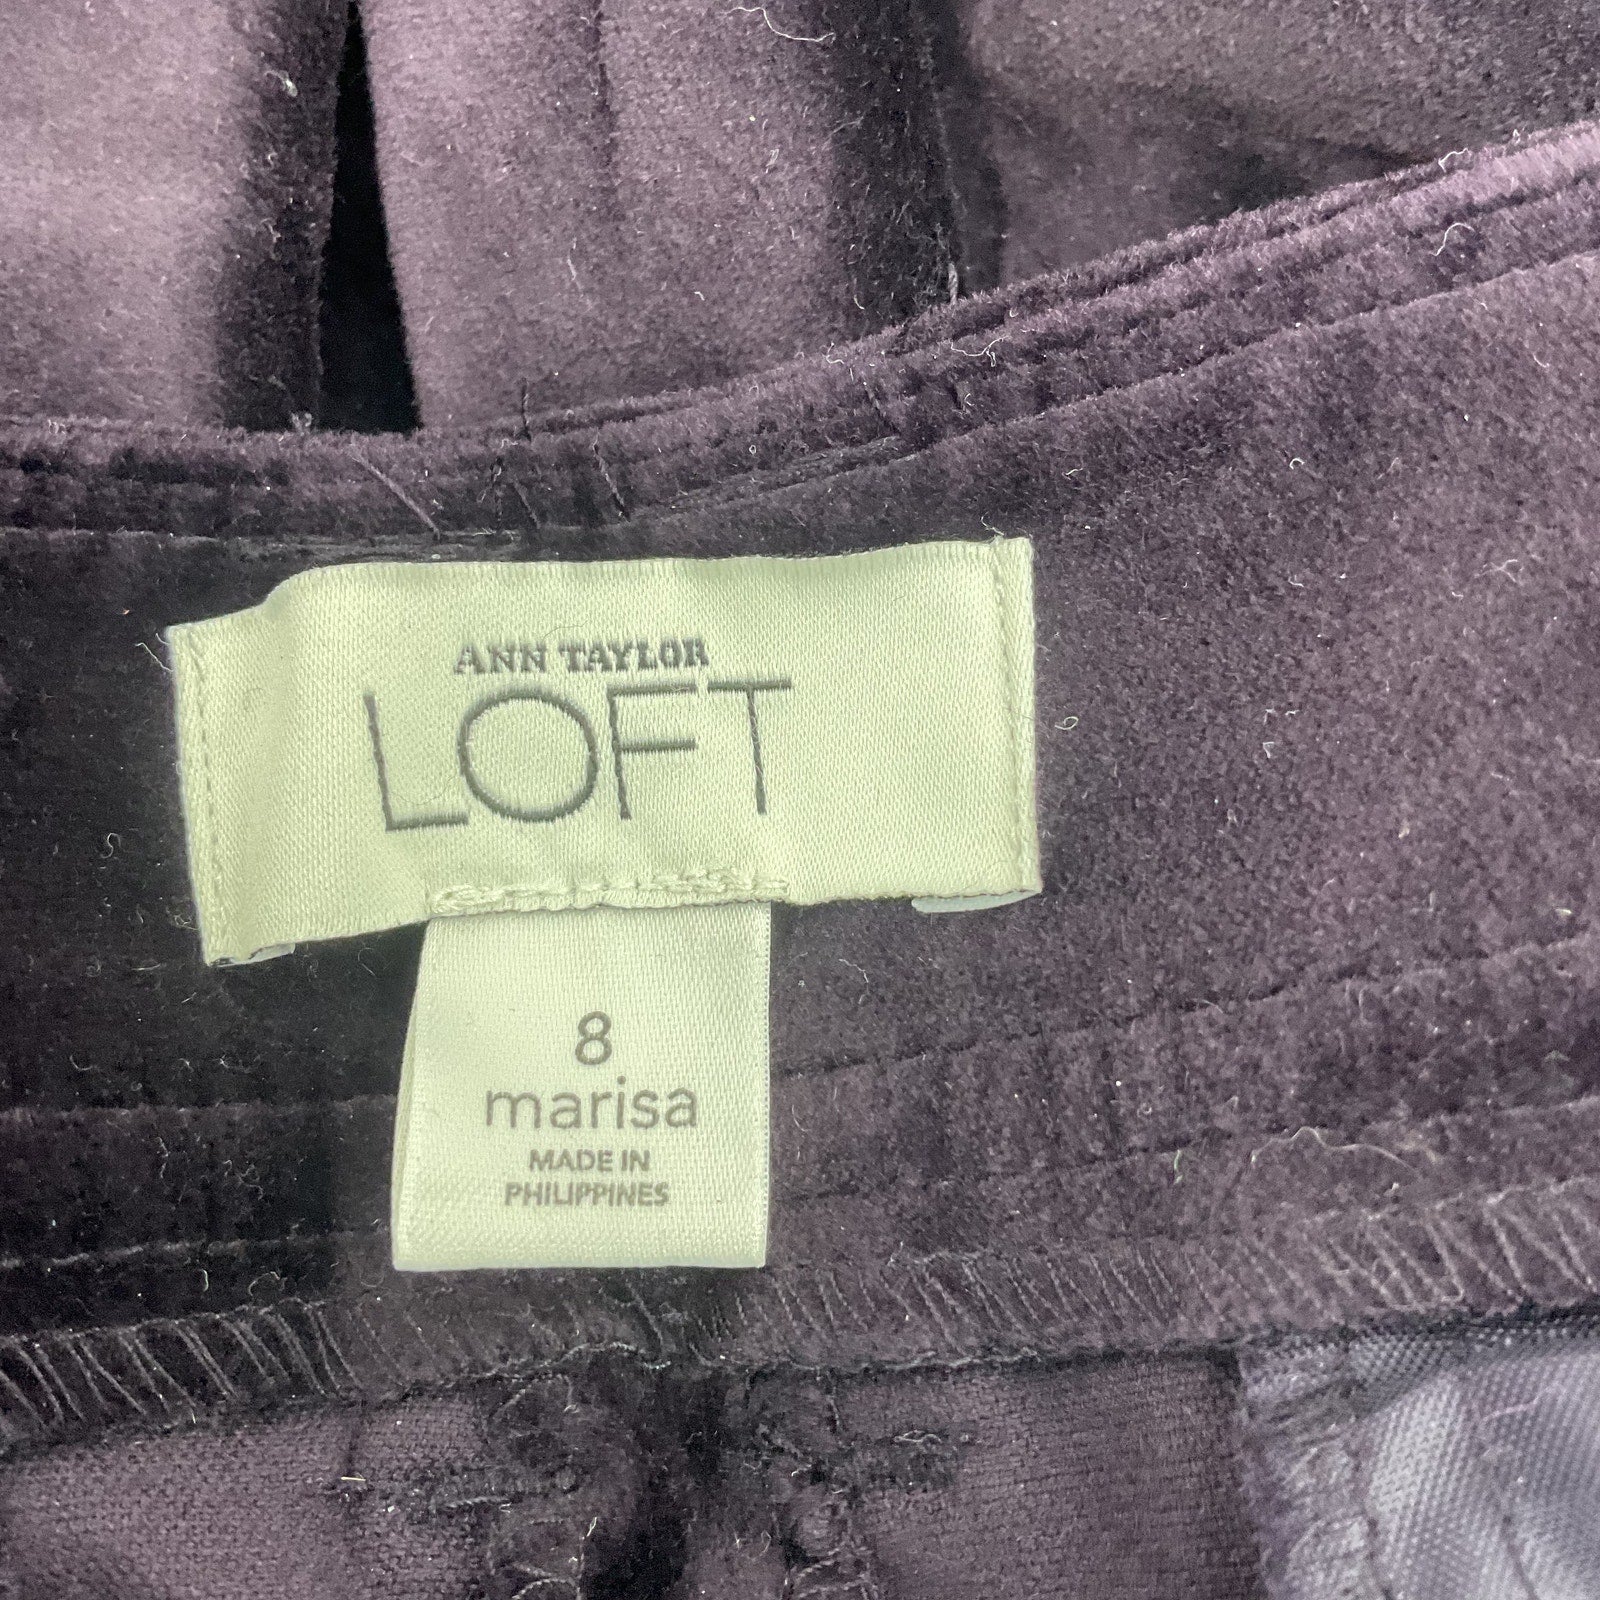 ANN TAYLOR
LOFT
8
marisa
MADE IN
PHILIPPINES